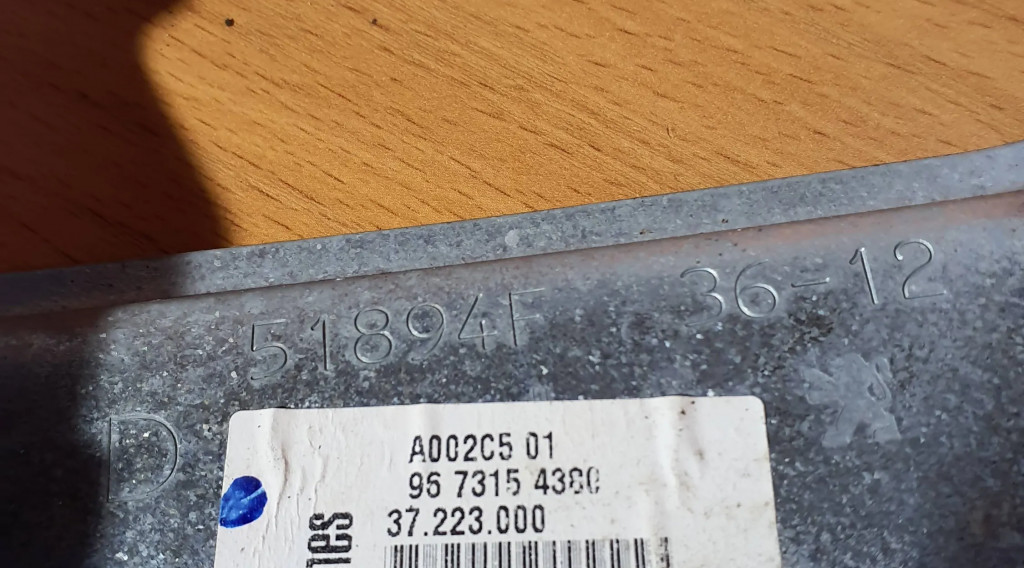 51894F 36-12
D
A002C5 01
96 7315 4380
37.223.000